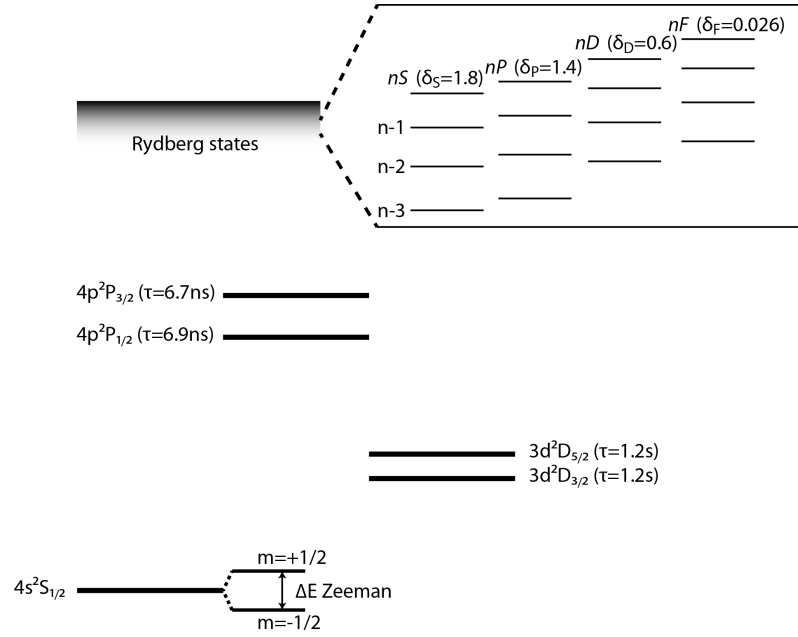 nF (δF=0.026)
nD (δD=0.6)
nP (δP=1.4)
nS (δS=1.8)
n-1
Rydberg states
n-2
n-3
4p²P3/2 (τ=6.7ns)
4p²P1/2 (τ=6.9ns)
3d²D5/2 (τ=1.2s)
3d²D3/2 (τ=1.2s)
m=+1/2
4s²S1/2
ΔE Zeeman
m=-1/2